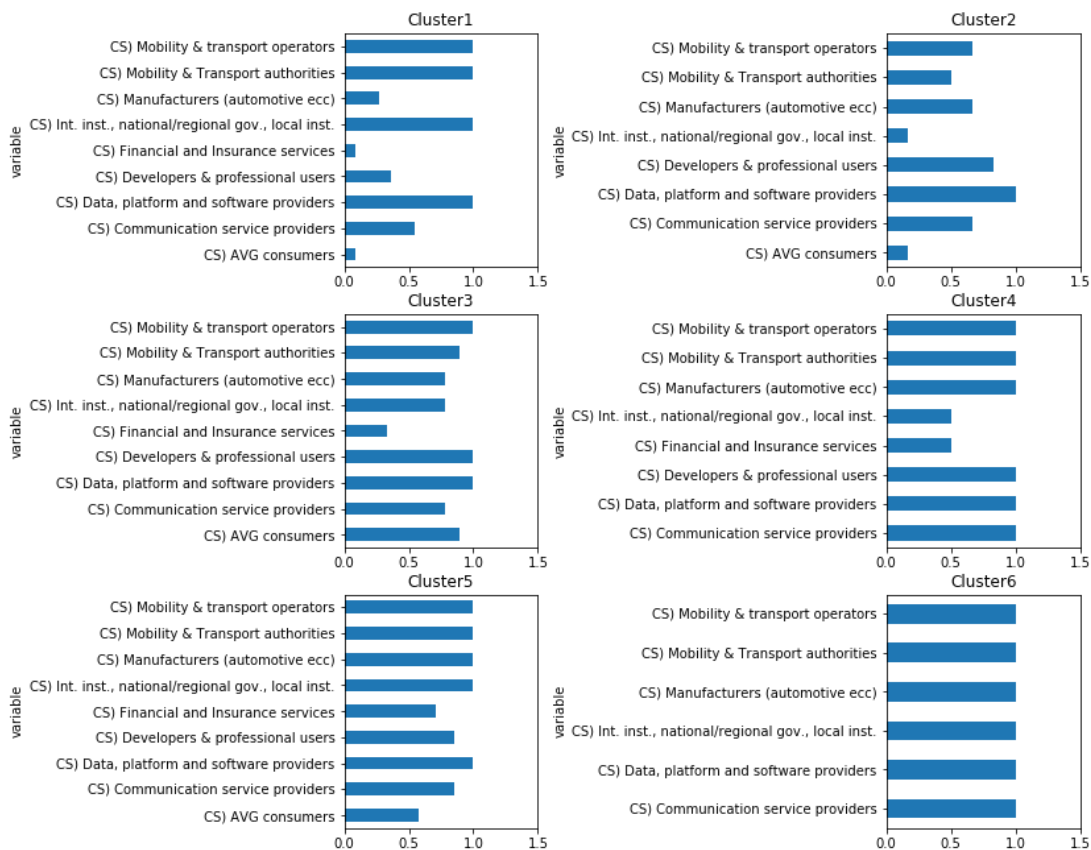 Cluster1
CS) Mobility & transport operators
CS) Mobility & Transport authorities
CS) Manufacturers (automotive ecc)
CS) Int. inst., national/regional gov., local inst.
CS) Financial and Insurance services
CS) Developers & professional users
CS) Data, platform and software providers
CS) Communication service providers
CS) AVG consumers
variable
0.0 0.5 1.0 1.5
Cluster2
CS) Mobility & transport operators
CS) Mobility & Transport authorities
CS) Manufacturers (automotive ecc)
CS) Int. inst., national/regional gov., local inst.
CS) Developers & professional users
CS) Data, platform and software providers
CS) Communication service providers
CS) AVG consumers
variable
0.0 0.5 1.0 1.5
Cluster3
CS) Mobility & transport operators
CS) Mobility & Transport authorities
CS) Manufacturers (automotive ecc)
CS) Int. inst., national/regional gov., local inst.
CS) Financial and Insurance services
CS) Developers & professional users
CS) Data, platform and software providers
CS) Communication service providers
CS) AVG consumers
variable
0.0 0.5 1.0 1.5
Cluster4
CS) Mobility & transport operators
CS) Mobility & Transport authorities
CS) Manufacturers (automotive ecc)
CS) Int. inst., national/regional gov., local inst.
CS) Financial and Insurance services
CS) Developers & professional users
CS) Data, platform and software providers
CS) Communication service providers
variable
0.0 0.5 1.0 1.5
Cluster5
CS) Mobility & transport operators
CS) Mobility & Transport authorities
CS) Manufacturers (automotive ecc)
CS) Int. inst., national/regional gov., local inst.
CS) Financial and Insurance services
CS) Developers & professional users
CS) Data, platform and software providers
CS) Communication service providers
CS) AVG consumers
variable
0.0 0.5 1.0 1.5
Cluster6
CS) Mobility & transport operators
CS) Mobility & Transport authorities
CS) Manufacturers (automotive ecc)
CS) Int. inst., national/regional gov., local inst.
CS) Data, platform and software providers
CS) Communication service providers
variable
0.0 0.5 1.0 1.5